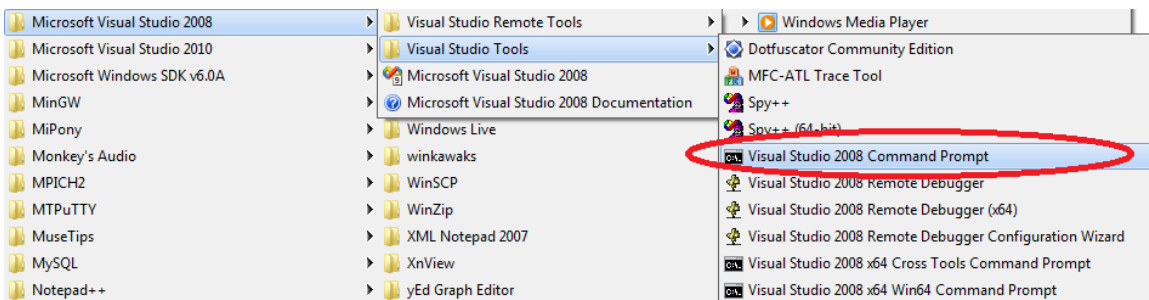 Microsoft Visual Studio 2008
Microsoft Visual Studio 2010
Microsoft Windows SDK v6.0A
MinGW
MiPony
Monkey's Audio
MPICH2
MTPuTTY
MuseTips
MySQL
Notepad++
Visual Studio Remote Tools
Visual Studio Tools
Microsoft Visual Studio 2008
Microsoft Visual Studio 2008 Documentation
Windows Live
winkawaks
WinSCP
WinZip
XML Notepad 2007
XnView
yEd Graph Editor
Windows Media Player
Dotfuscator Community Edition
MFC-ATL Trace Tool
Spy++
Spy++ (64-bit)
Visual Studio 2008 Command Prompt
Visual Studio 2008 Remote Debugger
Visual Studio 2008 Remote Debugger (x64)
Visual Studio 2008 Remote Debugger Configuration Wizard
Visual Studio 2008 x64 Cross Tools Command Prompt
Visual Studio 2008 x64 Win64 Command Prompt